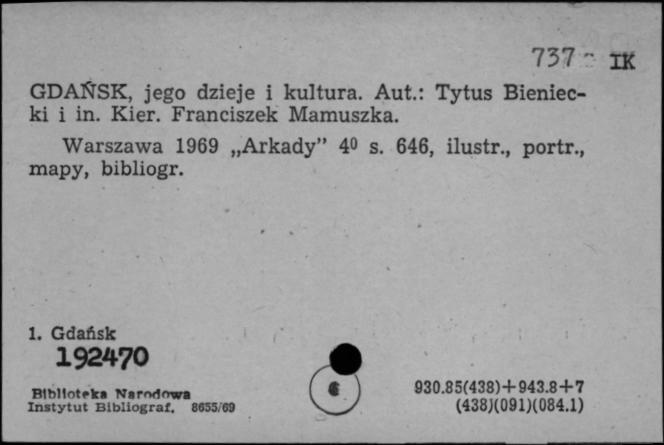 737 IK
GDAŃSK, jego dzieje i kultura. Aut.: Tytus Bieniec-
ki i in. Kier. Franciszek Mamuszka.
Warszawa 1969 „Arkady” 4⁰ s. 646, ilustr., portr.,
mapy, bibliogr.
1. Gdańsk
192470
Biblioteka Narodowa
Instytut Bibliograf. 8655/69
930.85(438)+943.8+7
(438)(091)(084.1)